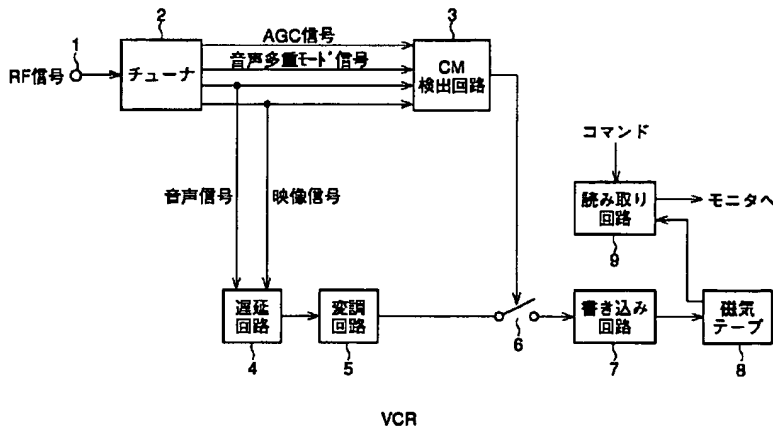 1
RF信号
2
チューナ
AGC信号
音声多重モード信号
3
CM
検出回路
音声信号
映像信号
コマンド
読み取り
回路
9
モニタへ
遅延
回路
4
変調
回路
5
6
書き込み
回路
7
磁気
テープ
8
VCR